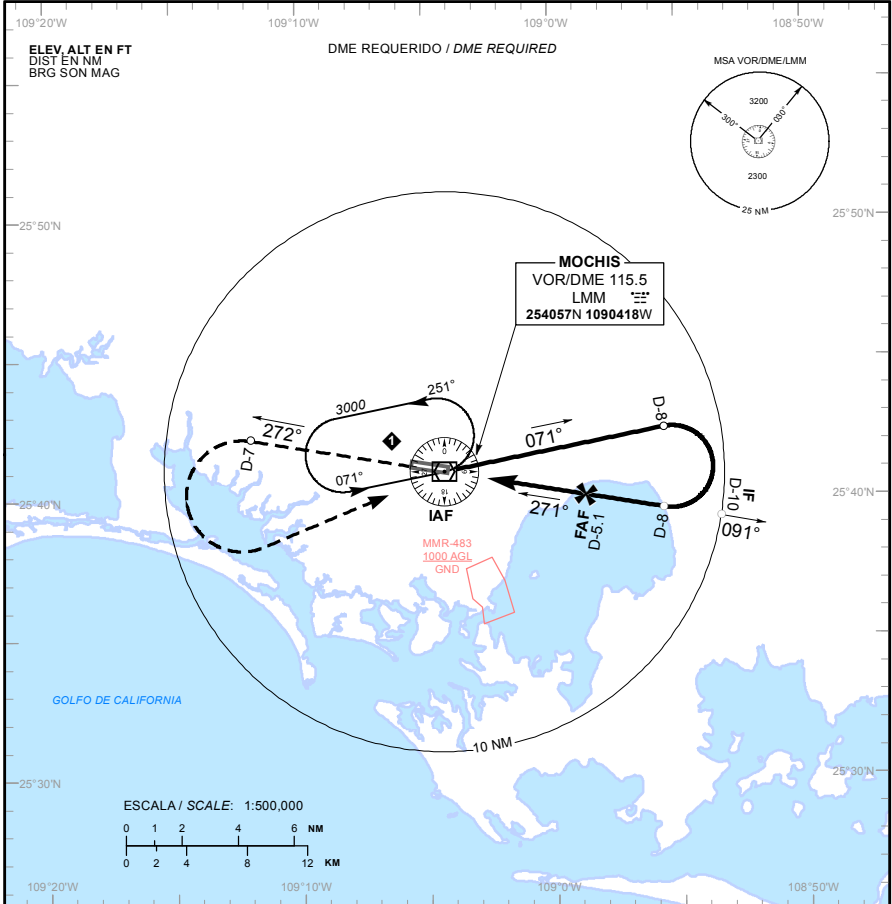 109°20'W
109°10'W
109°0'W
108°50'W
ELEV, ALT EN FT
DIST EN NM
BRG SON MAG
DME REQUERIDO / DME REQUIRED
MSA VOR/DME/LMM
3200
300°
030°
2300
25 NM
25°50'N
25°50'N
MOCHIS
VOR/DME 115.5
LMM
254057N 1090418W
3000
251°
272°
1
071°
D-8
D-7
071°
0
18
IAF
271°
FAF
D-5.1
D-8
IF
D-10
091°
25°40'N
25°40'N
MMR-483
1000 AGL
GND
GOLFO DE CALIFORNIA
10 NM
25°30'N
25°30'N
ESCALA / SCALE: 1:500,000
0 1 2 4 6 NM
0 2 4 8 12 KM
109°20'W
109°10'W
109°0'W
108°50'W